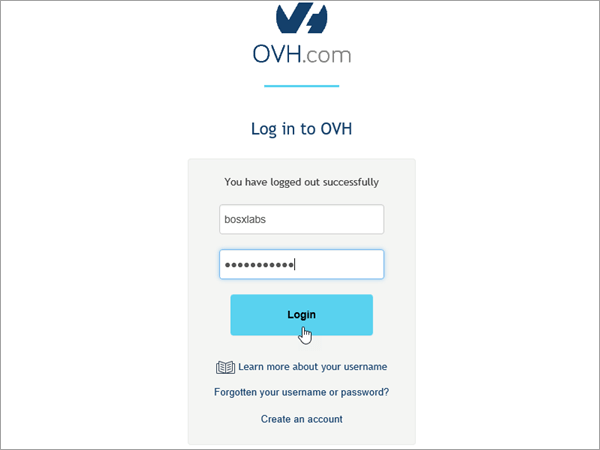 OVH.com
Log in to OVH
You have logged out successfully
bosxlabs
●●●●●●●●●●●
Login
Learn more about your username
Forgotten your username or password?
Create an account